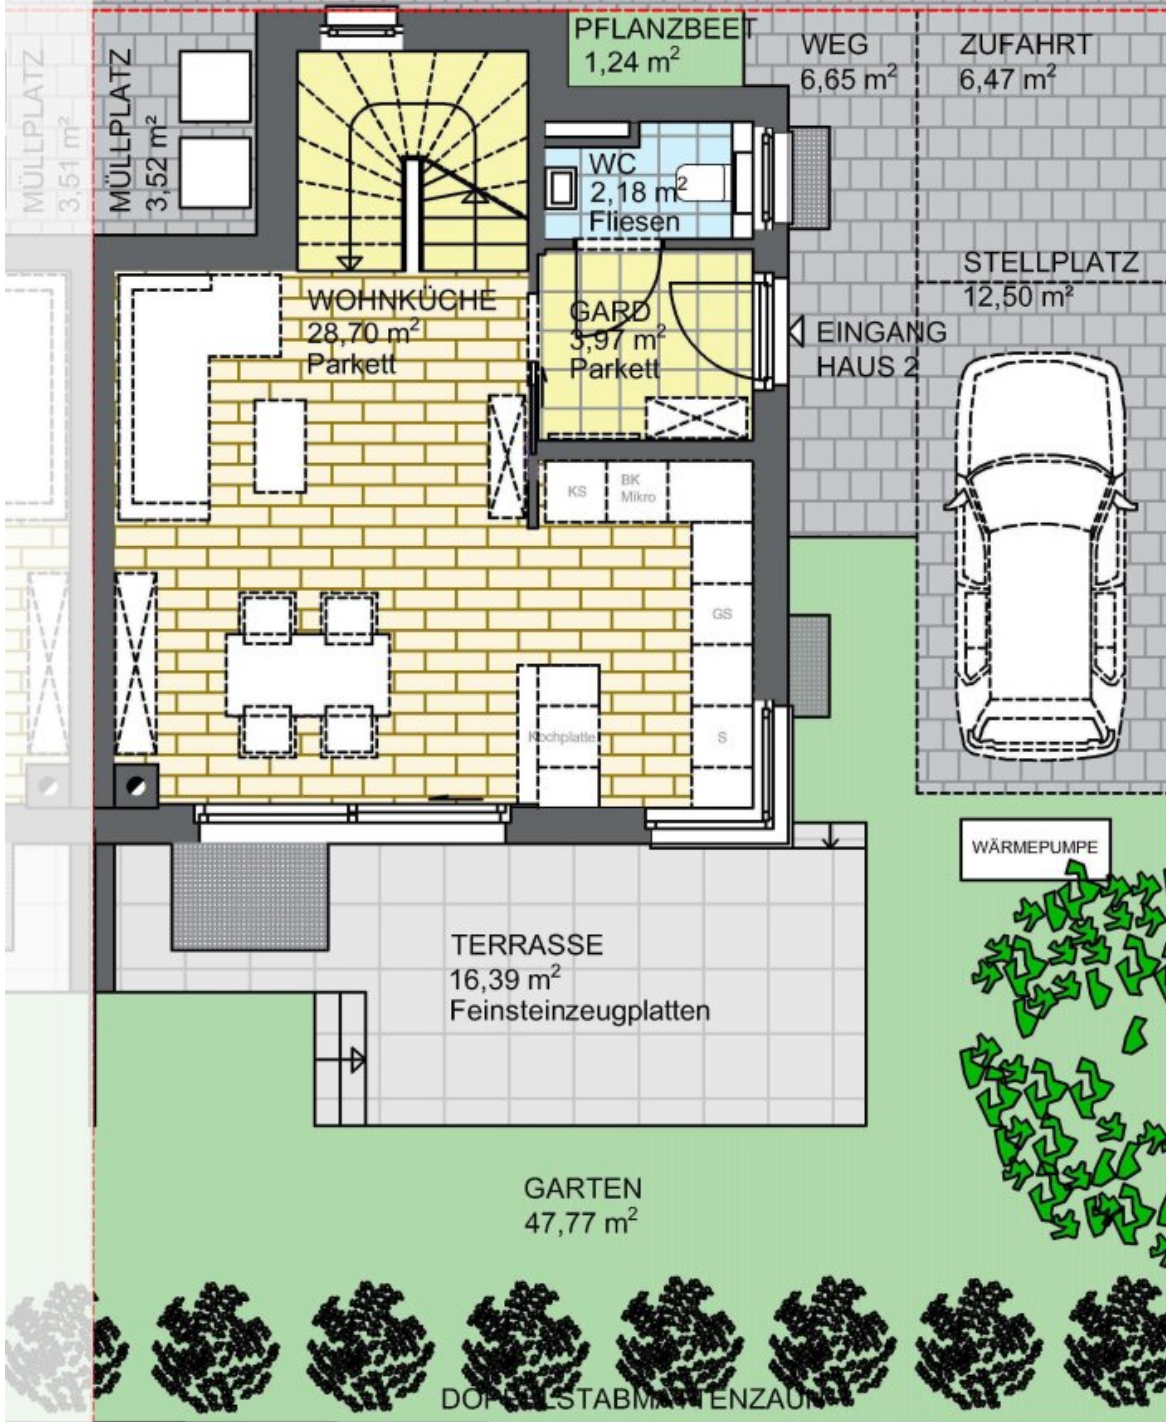 PFLANZBEET
1,24 m²
WEG
6,65 m²
ZUFAHRT
6,47 m²
MÜLLPLATZ
3,51 m²
MÜLLPLATZ
3,52 m²
WC
2,18 m²
Fliesen
STELLPLATZ
12,50 m²
WOHNKÜCHE
28,70 m²
Parkett
GARD
3,97 m²
Parkett
EINGANG
HAUS 2
KS
BK
Mikro
GS
Kochplatte
S
WÄRMEPUMPE
TERRASSE
16,39 m²
Feinsteinzeugplatten
GARTEN
47,77 m²
DOPPELSTABMATTENZAUN